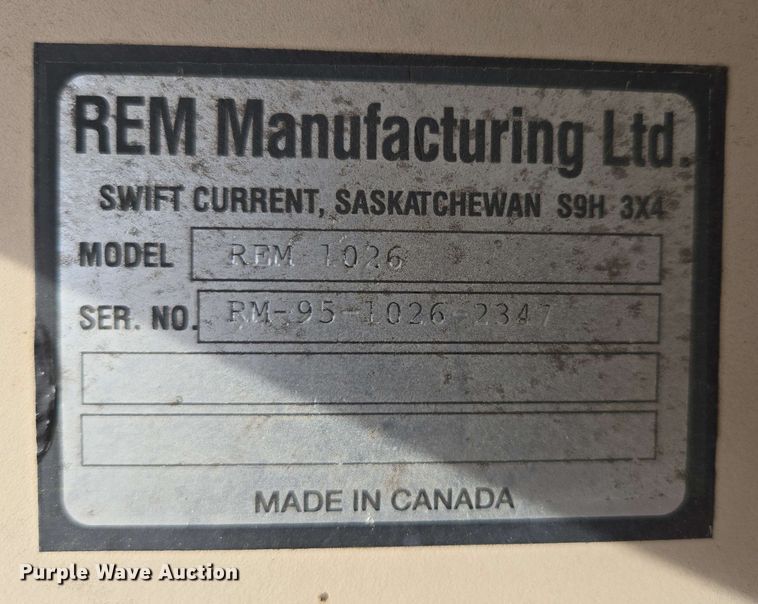 REM Manufacturing Ltd.
SWIFT CURRENT, SASKATCHEWAN S9H 3X4
MODEL REM 1026
SER. NO. RM-95-1026-2347
MADE IN CANADA
Purple Wave Auction